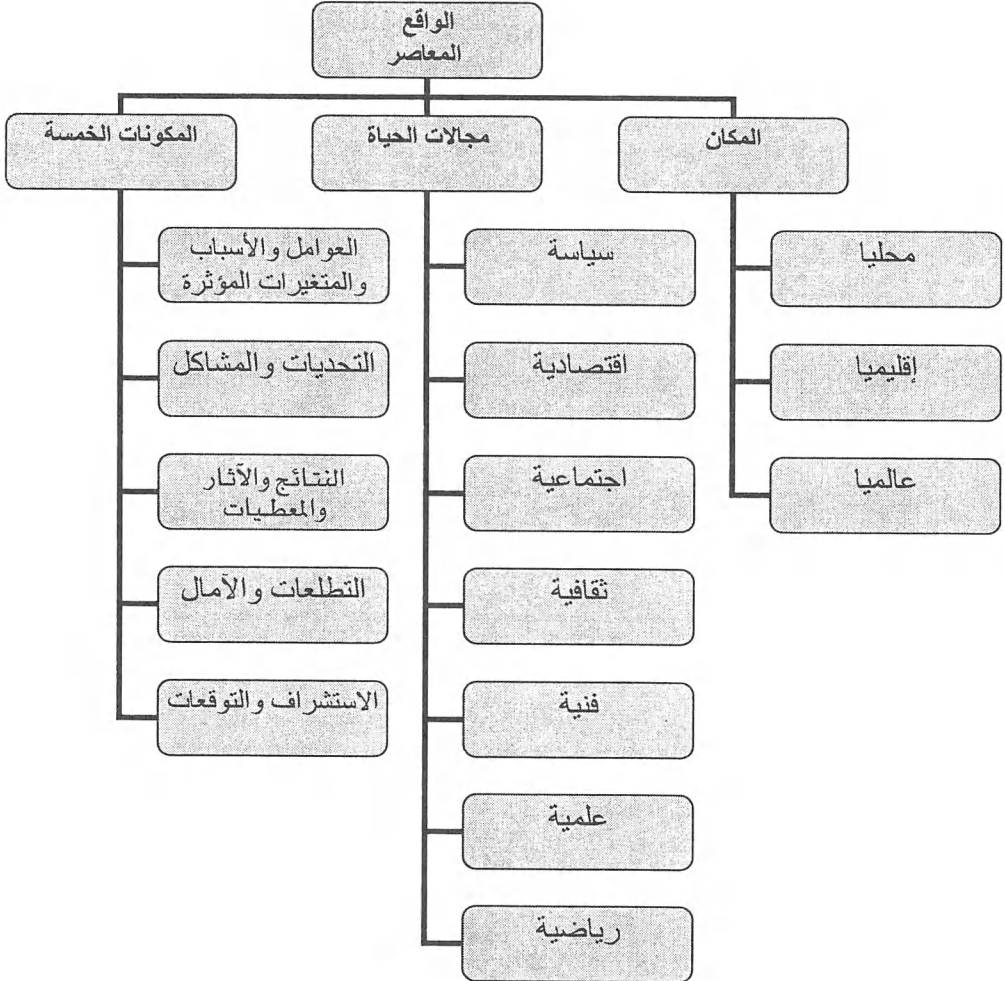 الواقع
المعاصر
المكان
محليا
إقليميا
عالميا
مجالات الحياة
سياسة
اقتصادية
اجتماعية
ثقافية
فنية
علمية
رياضية
المكونات الخمسة
العوامل والأسباب
والمتغيرات المؤثرة
التحديات والمشاكل
النتائج والآثار
والمعطيات
التطلعات والآمال
الاستشراف والتوقعات